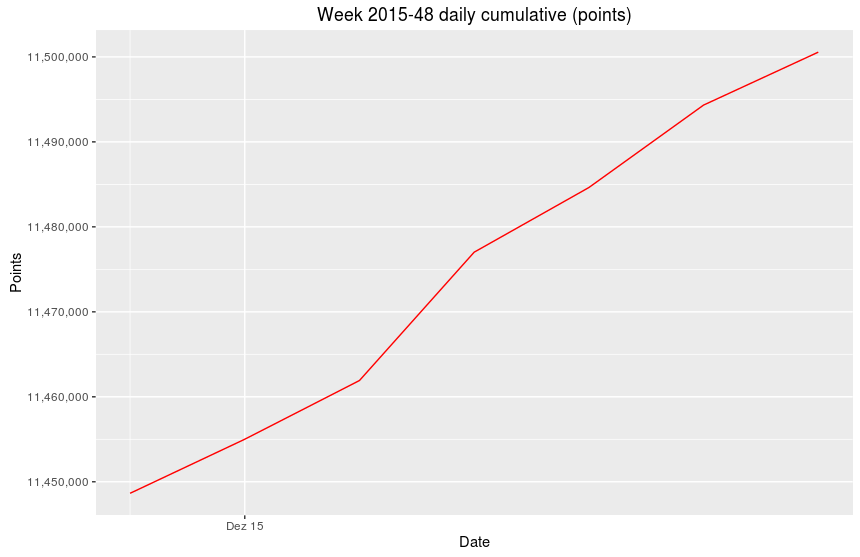 Week 2015-48 daily cumulative (points)
11,500,000
11,490,000
11,480,000
11,470,000
11,460,000
11,450,000
Points
Dez 15
Date